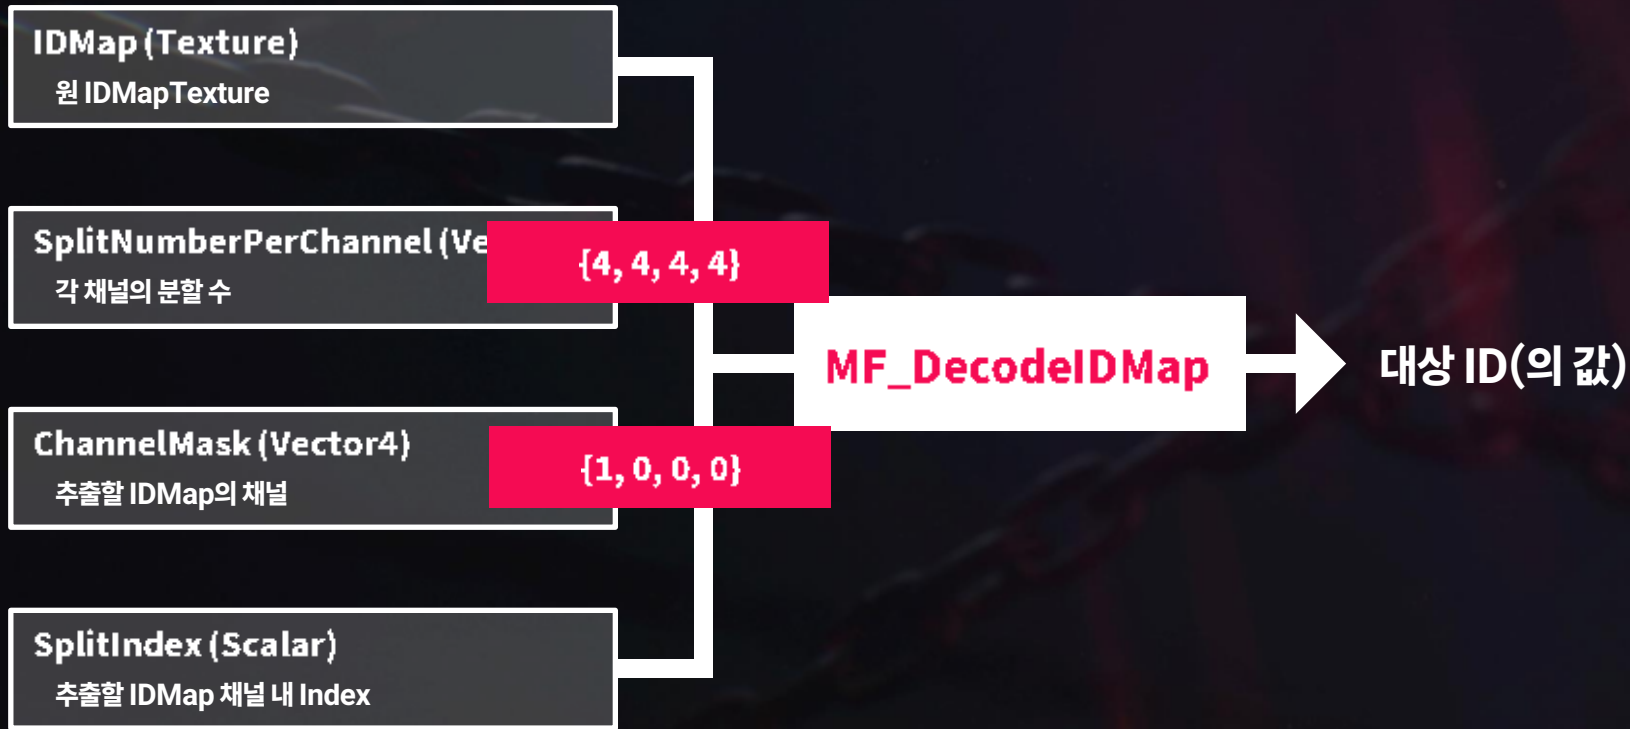 IDMap (Texture)
원 IDMapTexture
SplitNumberPerChannel (Ve
{4, 4, 4, 4}
각 채널의 분할 수
MF_DecodeIDMap
대상 ID(의 값)
ChannelMask (Vector4)
{1, 0, 0, 0}
추출할 IDMap의 채널
SplitIndex (Scalar)
추출할 IDMap 채널 내 Index